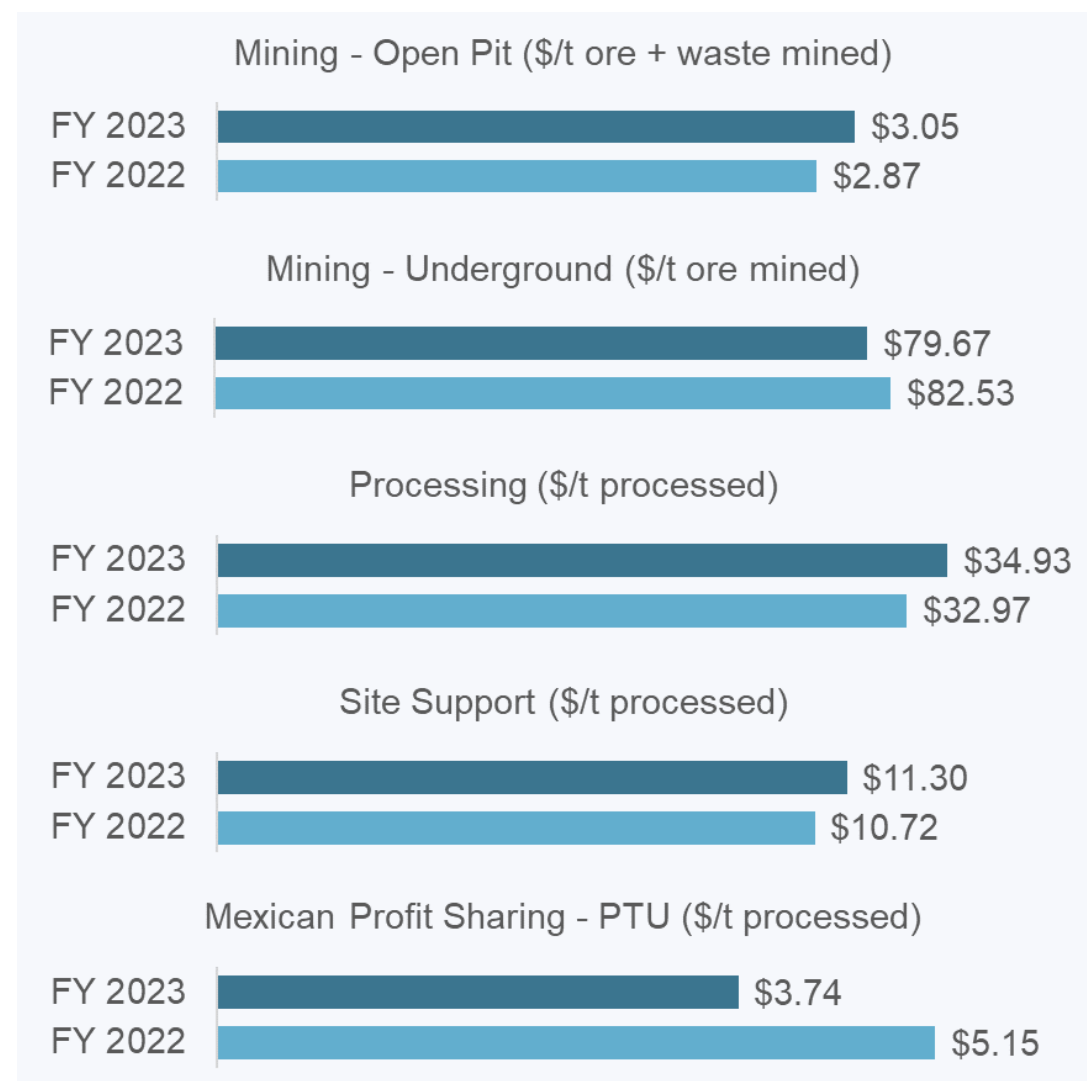 Mining - Open Pit ($/t ore + waste mined)
FY 2023 $3.05
FY 2022 $2.87
Mining - Underground ($/t ore mined)
FY 2023 $79.67
FY 2022 $82.53
Processing ($/t processed)
FY 2023 $34.93
FY 2022 $32.97
Site Support ($/t processed)
FY 2023 $11.30
FY 2022 $10.72
Mexican Profit Sharing - PTU ($/t processed)
FY 2023 $3.74
FY 2022 $5.15